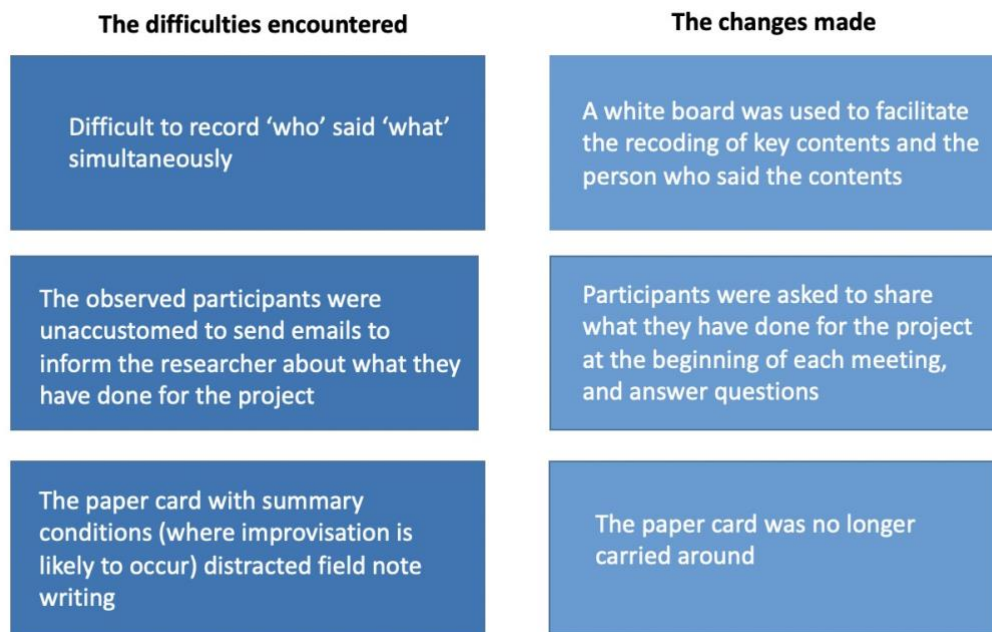 The difficulties encountered
The changes made
Difficult to record ‘who’ said ‘what’
simultaneously
A white board was used to facilitate
the recoding of key contents and the
person who said the contents
The observed participants were
unaccustomed to send emails to
inform the researcher about what they
have done for the project
Participants were asked to share
what they have done for the project
at the beginning of each meeting,
and answer questions
The paper card with summary
conditions (where improvisation is
likely to occur) distracted field note
writing
The paper card was no longer
carried around